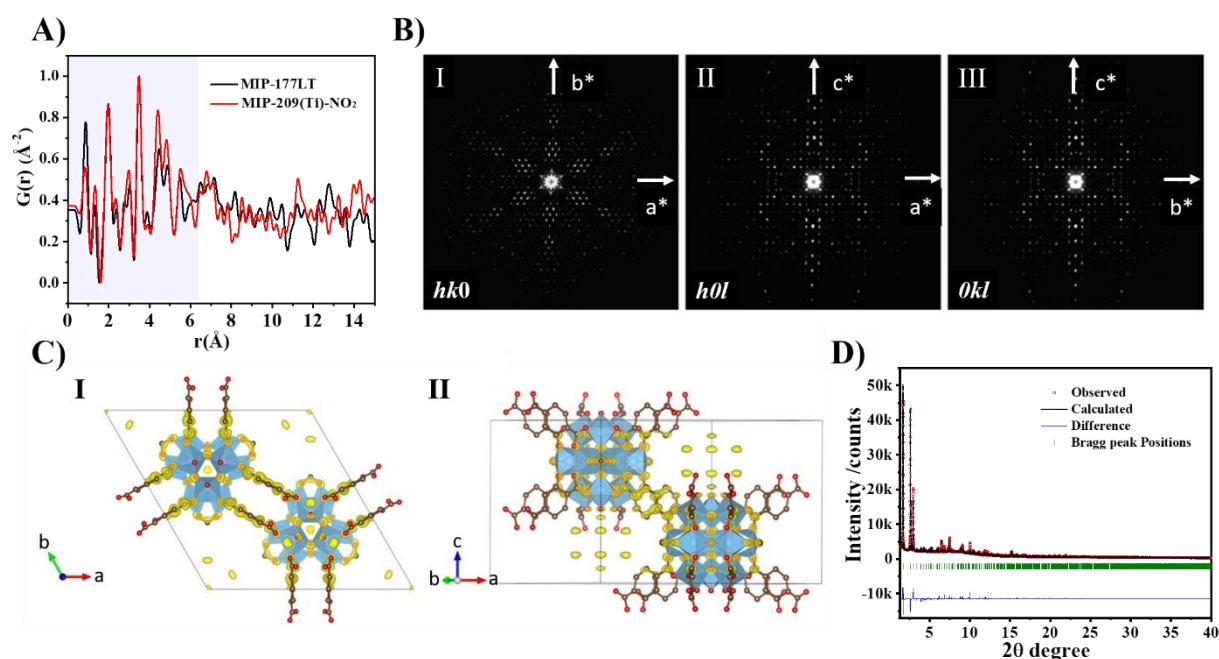 A)
G(r) (Å⁻²)
1.0
0.8
0.6
0.4
0.2
0.0
MIP-177LT
MIP-209(Ti)-NO₂
0 2 4 6 8 10 12 14
r(Å)
B)
I
b*
a*
hk0
II
c*
a*
h0l
III
c*
b*
0kl
C)
I
b
a
II
c
b
a
D)
Intensity /counts
50k
40k
30k
20k
10k
0
-10k
Observed
Calculated
Difference
Bragg peak Positions
5 10 15 20 25 30 35 40
2θ degree